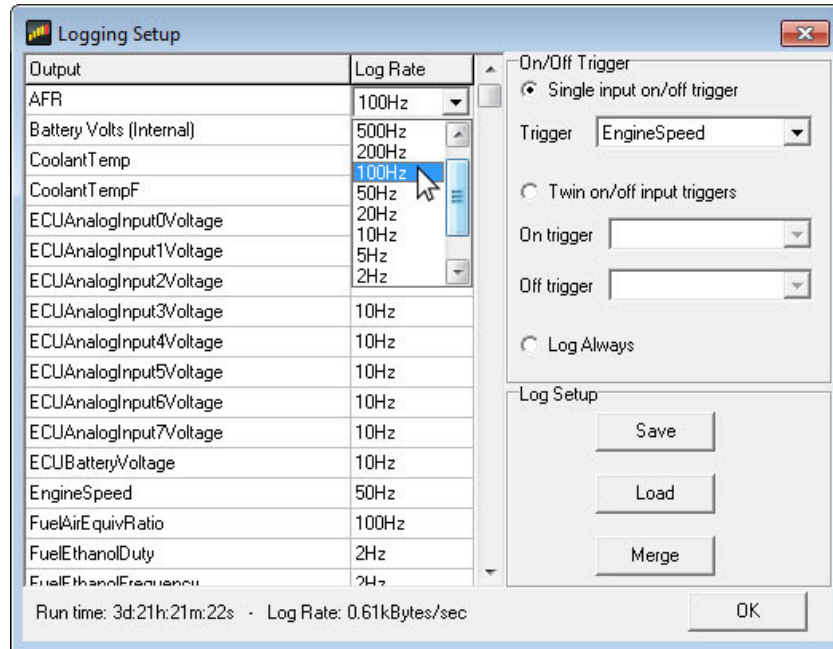 Logging Setup
Output Log Rate
AFR 100Hz
Battery Volts (Internal) 500Hz
200Hz
CoolantTemp
100Hz
CoolantTempF 50Hz
20Hz
ECUAnalogInput0Voltage
10Hz
ECUAnalogInput1Voltage 5Hz
ECUAnalogInput2Voltage 2Hz
ECUAnalogInput3Voltage 10Hz
ECUAnalogInput4Voltage 10Hz
ECUAnalogInput5Voltage 10Hz
ECUAnalogInput6Voltage 10Hz
ECUAnalogInput7Voltage 10Hz
ECUBatteryVoltage 10Hz
EngineSpeed 50Hz
FuelAirEquivRatio 100Hz
FuelEthanolDuty 2Hz
FuelEthanolFrequency 2Hz
On/Off Trigger
Single input on/off trigger
Trigger EngineSpeed
Twin on/off input triggers
On trigger
Off trigger
Log Always
Log Setup
Save
Load
Merge
Run time: 3d:21h:21m:22s - Log Rate: 0.61kBytes/sec
OK